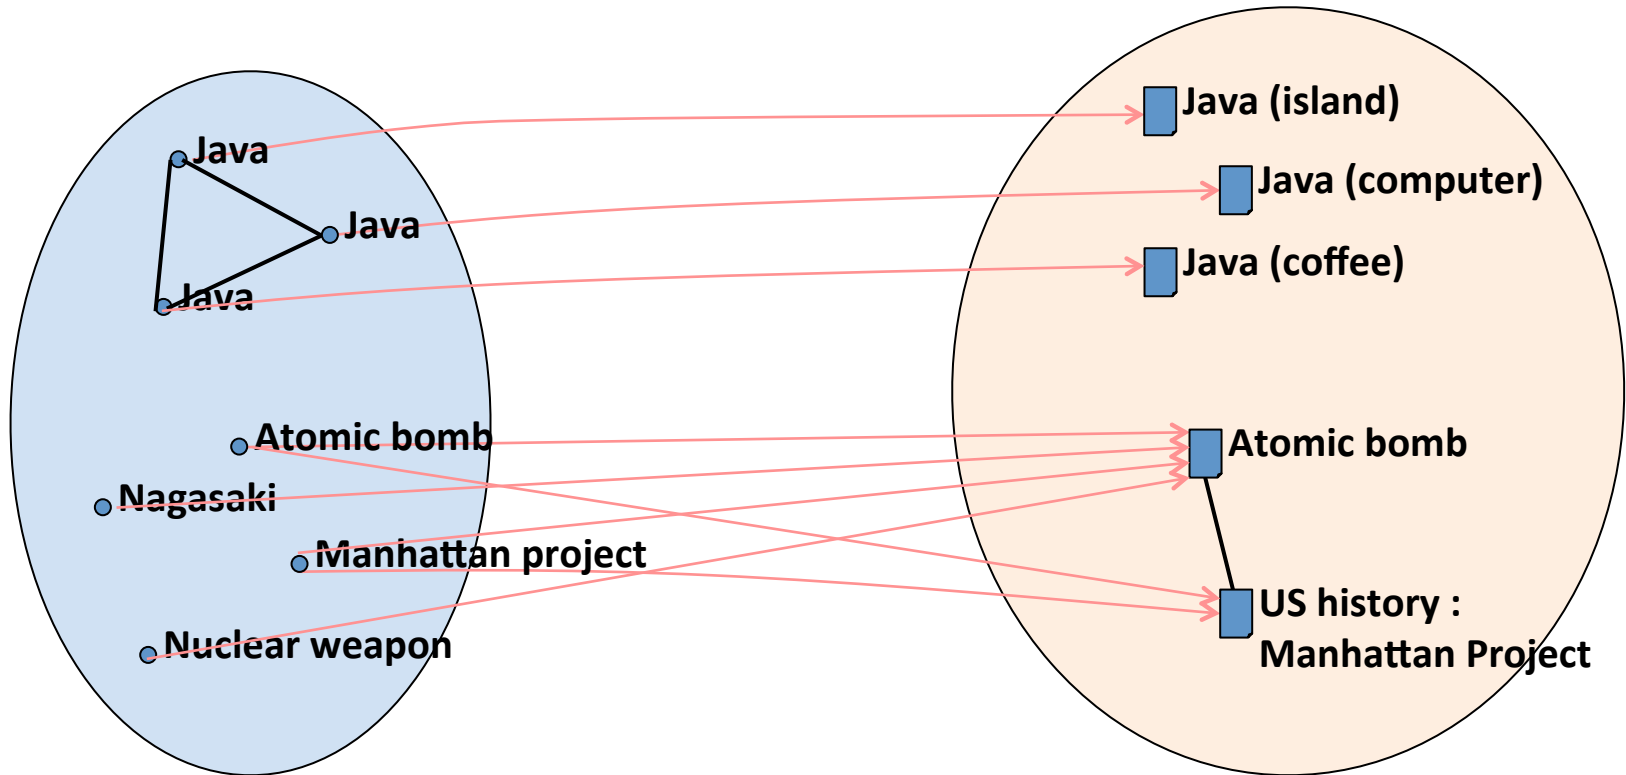 Java
Java
Java
Atomic bomb
Nagasaki
Manhattan project
Nuclear weapon
Java (island)
Java (computer)
Java (coffee)
Atomic bomb
US history :
Manhattan Project